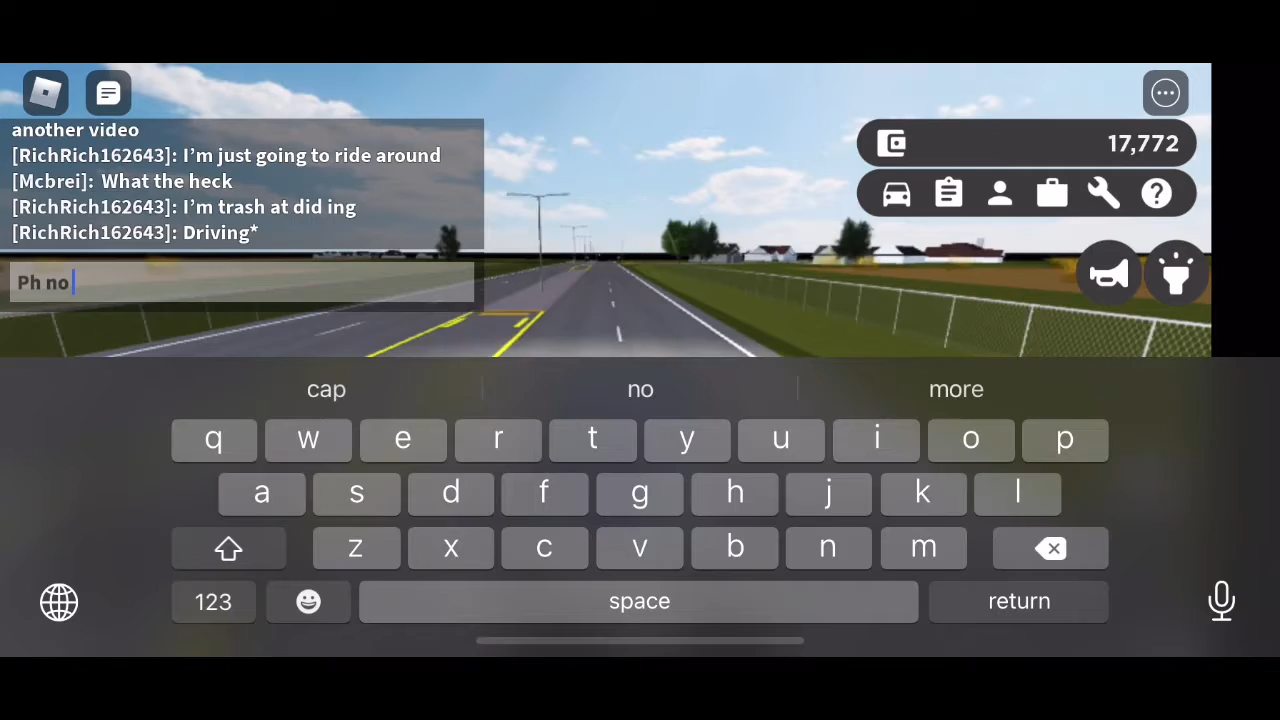 another video
[RichRich162643]: I'm just going to ride around
17,772
[Mcbrei]: What the heck
[RichRich162643]: I'm trash at did ing
[RichRich162643]: Driving*
Ph no
cap no more
q w e r t y u i o p
a s d f g h j k l
z x c v b n m
123 space return